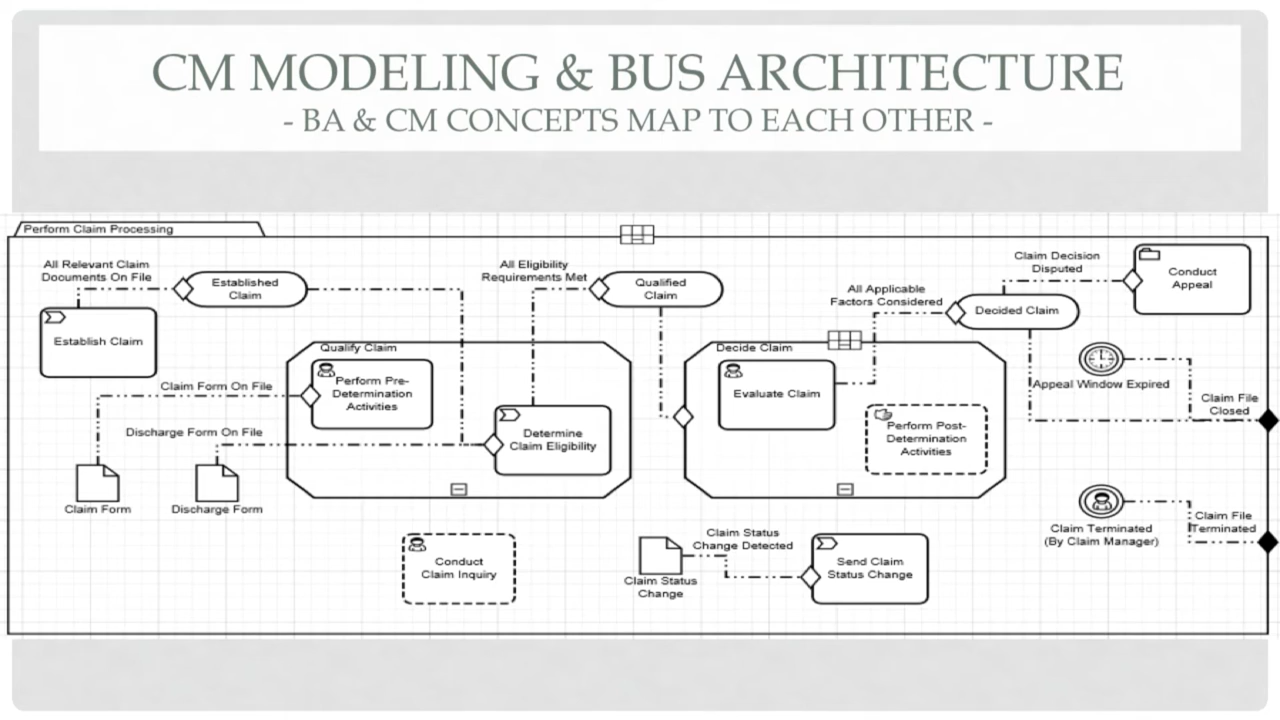 CM MODELING & BUS ARCHITECTURE
- BA & CM CONCEPTS MAP TO EACH OTHER -
Perform Claim Processing
All Relevant Claim
Documents On File
Established
Claim
Establish Claim
All Eligibility
Requirements Met
Qualified
Claim
All Applicable
Factors Considered
Claim Decision
Disputed
Decided Claim
Conduct
Appeal
Qualify Claim
Perform Pre-
Determination
Activities
Determine
Claim Eligibility
Claim Form On File
Discharge Form On File
Claim Form
Discharge Form
Decide Claim
Evaluate Claim
Perform Post-
Determination
Activities
Appeal Window Expired
Claim File
Closed
Conduct
Claim Inquiry
Claim Status
Change
Claim Status
Change Detected
Send Claim
Status Change
Claim Terminated
(By Claim Manager)
Claim File
Terminated